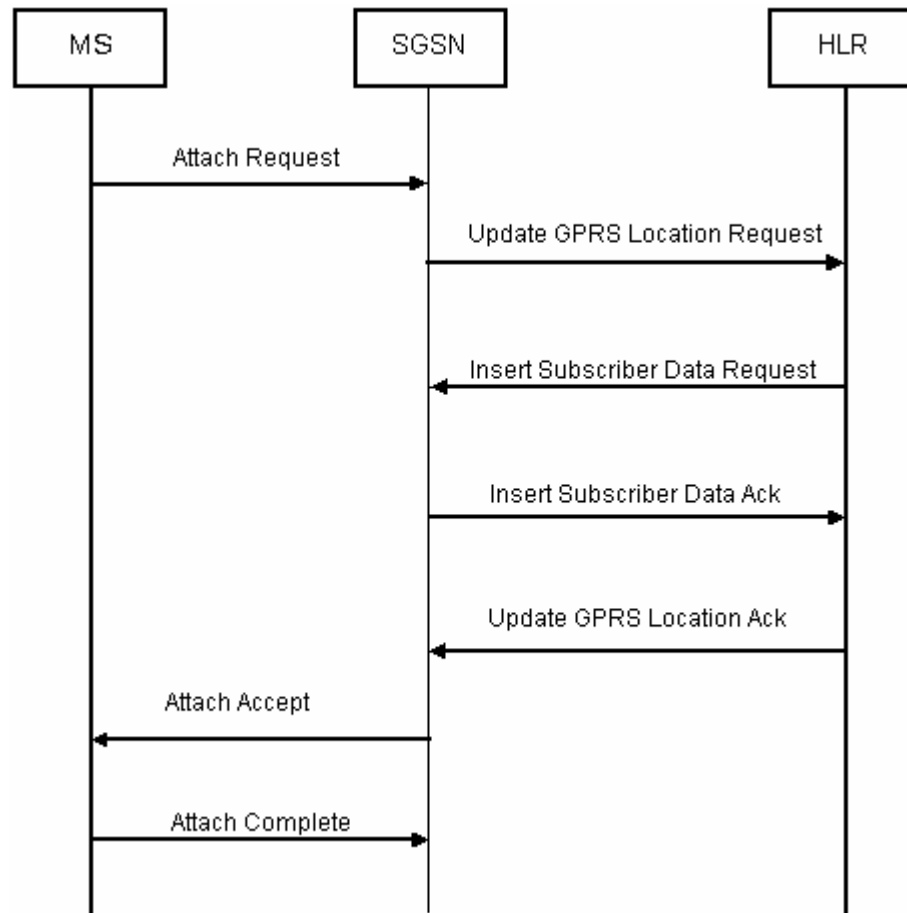 MS
SGSN
HLR
Attach Request
Update GPRS Location Request
Insert Subscriber Data Request
Insert Subscriber Data Ack
Update GPRS Location Ack
Attach Accept
Attach Complete